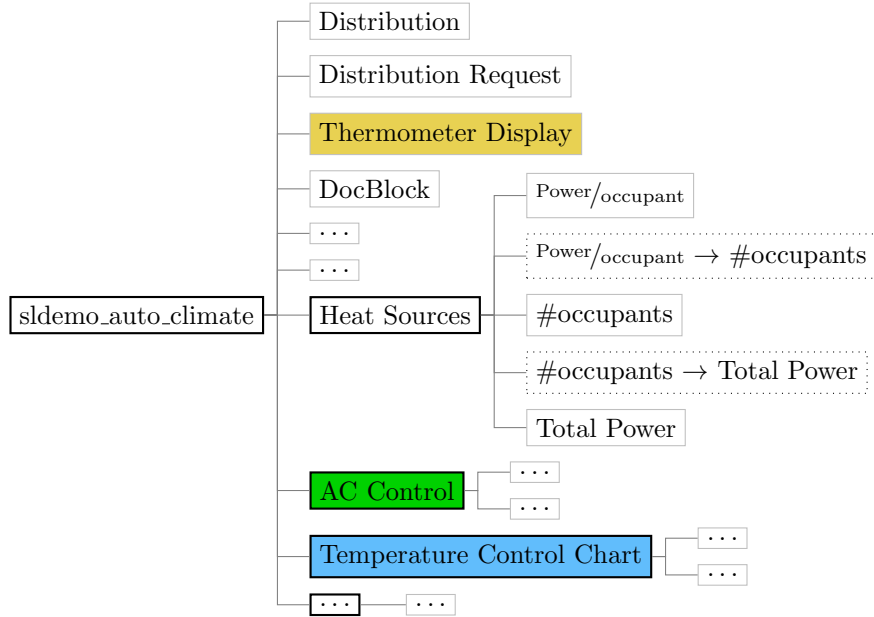 Distribution
Distribution Request
Thermometer Display
DocBlock
Power/occupant
...
Power/occupant → #occupants
...
sldemo_auto_climate
Heat Sources
#occupants
#occupants → Total Power
Total Power
...
AC Control
...
...
Temperature Control Chart
...
...
...